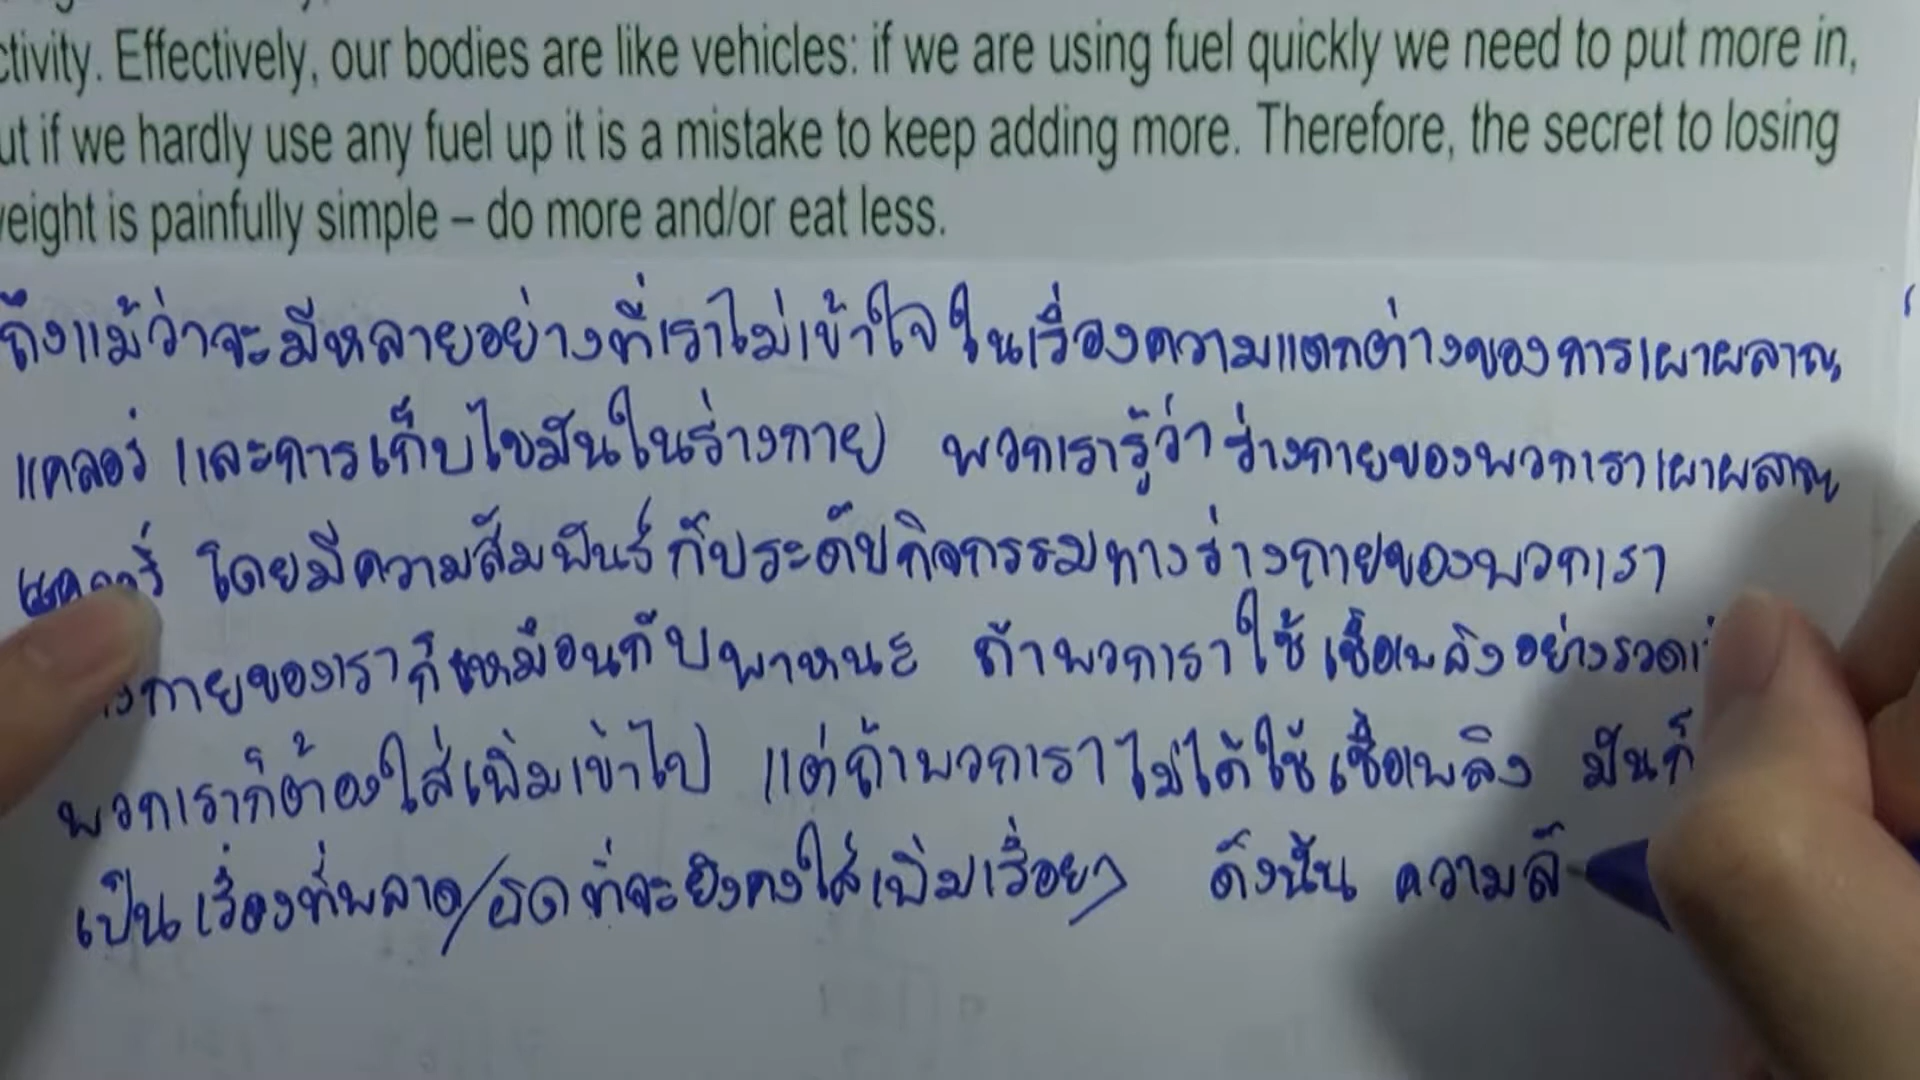 ctivity. Effectively, our bodies are like vehicles: if we are using fuel quickly we need to put more in,
ut if we hardly use any fuel up it is a mistake to keep adding more. Therefore, the secret to losing
weight is painfully simple – do more and/or eat less.
ถึงแม้ว่าจะมีหลายอย่างที่เราไม่เข้าใจ ในเรื่องความแตกต่างของการเผาผลาญ
แคลอรี่ และการเก็บไขมันในร่างกาย พวกเรารู้ว่า ร่างกายของพวกเราเผาผลาญ
แคลอรี่ โดยมีความสัมพันธ์กับระดับกิจกรรมทางร่างกายของพวกเรา
กายของเราก็เหมือนกับพาหนะ ถ้าพวกเราใช้เชื้อเพลิงอย่างรวดเ
พวกเราก็ต้องใส่เพิ่มเข้าไป แต่ถ้าพวกเราไม่ได้ใช้เชื้อเพลิง มันก็
เป็นเรื่องที่พลาด/ผิดที่จะยังคงใส่เพิ่มเรื่อยๆ ดังนั้น ความลั